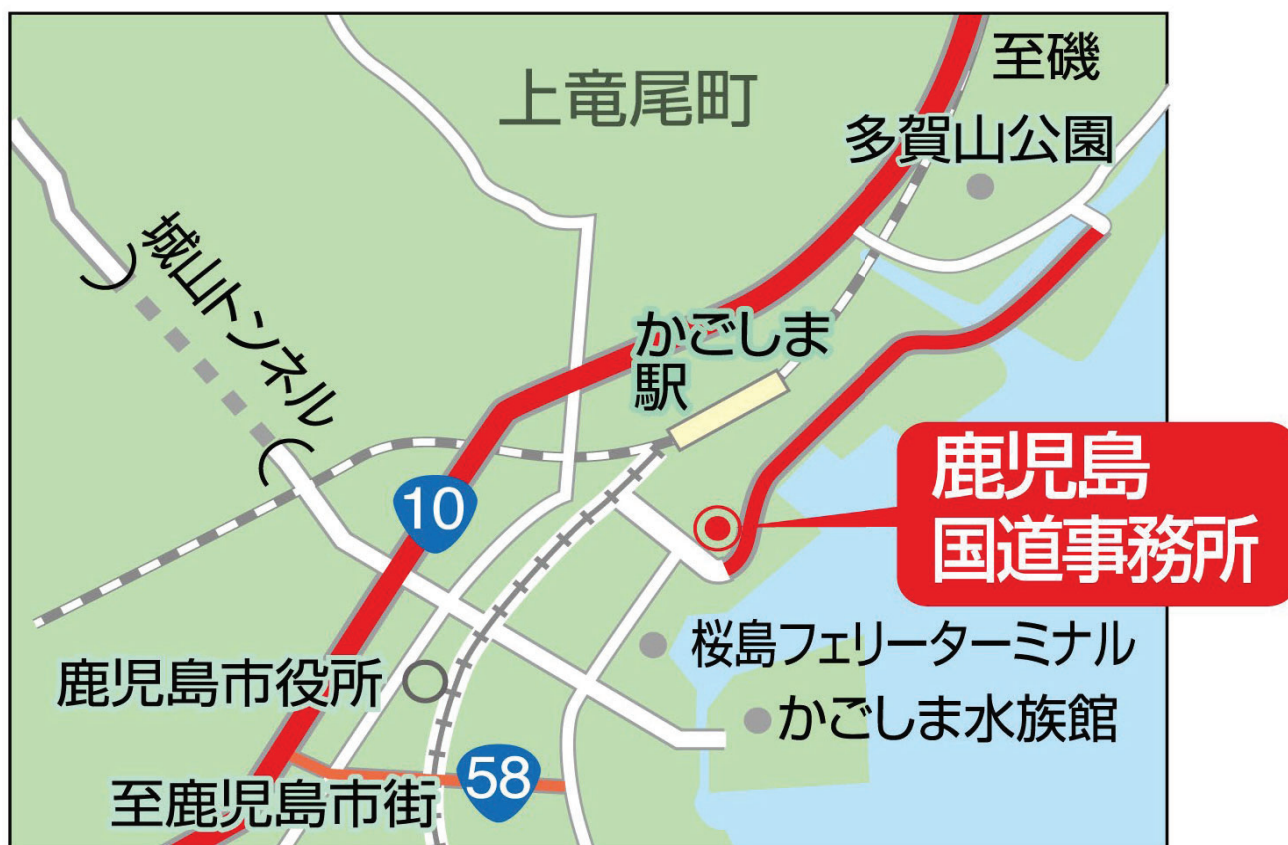 至磯
上竜尾町
多賀山公園
城山トンネル
かごしま
駅
10
鹿児島
国道事務所
桜島フェリーターミナル
鹿児島市役所
かごしま水族館
58
至鹿児島市街